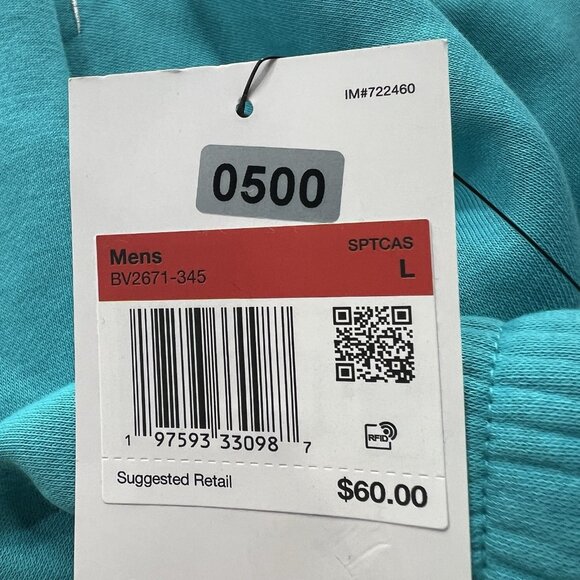 IM#722460
0500
Mens SPTCAS
BV2671-345 L
1 97593 33098 7
RFID
Suggested Retail $60.00